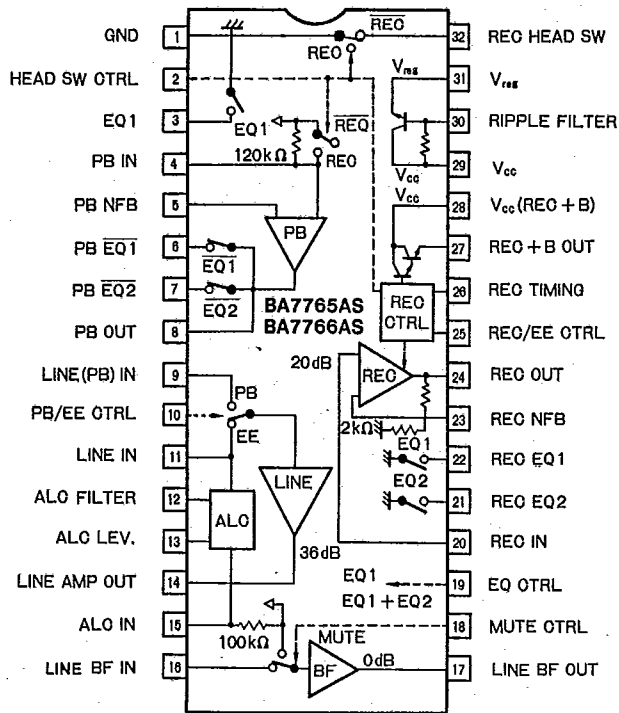 GND 1
HEAD SW CTRL 2
EQ1 3
PB IN 4
PB NFB 5
PB EQ1 6
PB EQ2 7
PB OUT 8
LINE(PB) IN 9
PB/EE CTRL 10
LINE IN 11
ALC FILTER 12
ALC LEV. 13
LINE AMP OUT 14
ALC IN 15
LINE BF IN 16
REC
REC
EQ1
REQ
REC
120kΩ
PB
EQ1
EQ2
BA7765AS
BA7766AS
PB
EE
LINE
ALC
36dB
100kΩ
MUTE
BF
0dB
Vreg
Vcc
Vcc
REC
CTRL
20dB
REC
2kΩ
EQ1
EQ2
EQ1
EQ1+EQ2
32 REC HEAD SW
31 Vreg
30 RIPPLE FILTER
29 Vcc
28 Vcc(REC+B)
27 REC+B OUT
26 REC TIMING
25 REC/EE CTRL
24 REC OUT
23 REC NFB
22 REC EQ1
21 REC EQ2
20 REC IN
19 EQ CTRL
18 MUTE CTRL
17 LINE BF OUT